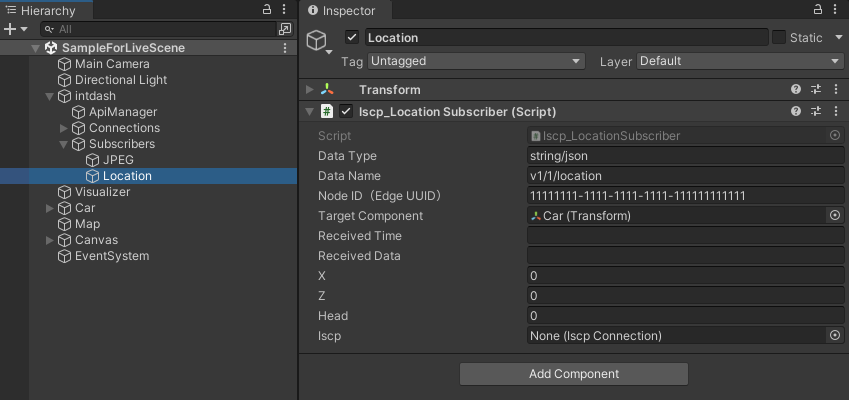 Hierarchy
All
SampleForLiveScene
Main Camera
Directional Light
intdash
ApiManager
Connections
Subscribers
JPEG
Location
Visualizer
Car
Map
Canvas
EventSystem
Inspector
Location
Static
Tag Untagged Layer Default
Transform
# Iscp_Location Subscriber (Script)
Script Iscp_LocationSubscriber
Data Type string/json
Data Name v1/1/location
Node ID（Edge UUID） 11111111-1111-1111-1111-111111111111
Target Component Car (Transform)
Received Time
Received Data
X 0
Z 0
Head 0
Iscp None (Iscp Connection)
Add Component